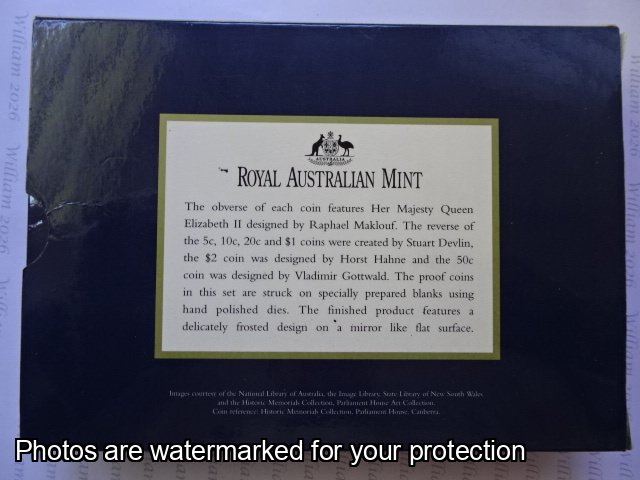 AUSTRALIA
ROYAL AUSTRALIAN MINT
The obverse of each coin features Her Majesty Queen
Elizabeth II designed by Raphael Maklouf. The reverse of
the 5c, 10c, 20c and $1 coins were created by Stuart Devlin,
the $2 coin was designed by Horst Hahne and the 50c
coin was designed by Vladimir Gottwald. The proof coins
in this set are struck on specially prepared blanks using
hand polished dies. The finished product features a
delicately frosted design on a mirror like flat surface.
Images courtesy of the National Library of Australia, the Image Library, State Library of New South Wales
and the Historic Memorials Collection, Parliament House Art Collection.
Coin reference: Historic Memorials Collection, Parliament House, Canberra.
Photos are watermarked for your protection
William 2026
William 2026
William 2026